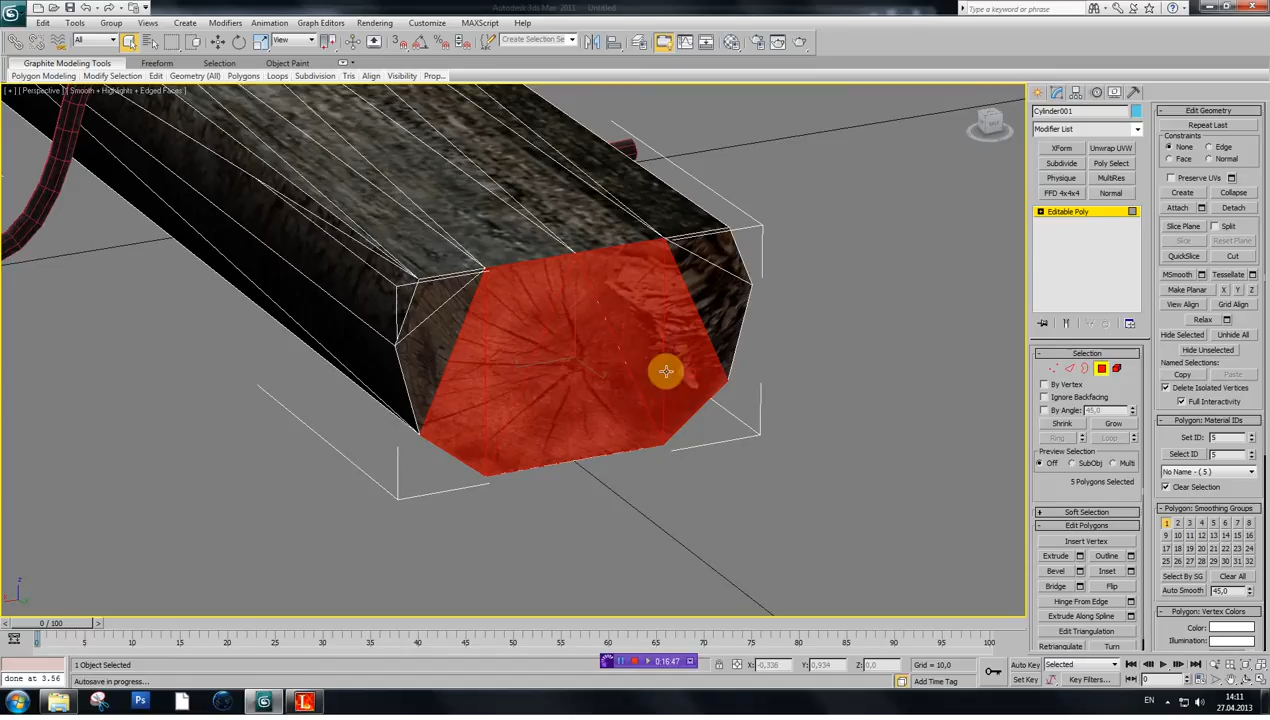 Autodesk 3ds Max 2011 Untitled
Type a keyword or phrase
Edit Tools Group Views Create Modifiers Animation Graph Editors Rendering Customize MAXScript Help
All View Create Selection Se
Graphite Modeling Tools Freeform Selection Object Paint
Polygon Modeling Modify Selection Edit Geometry (All) Polygons Loops Subdivision Tris Align Visibility Prop...
[ + ] [ Perspective ] [ Smooth + Highlights + Edged Faces ]
Cylinder001
Modifier List
XForm Unwrap UVW
Subdivide Poly Select
Physique MultiRes
FFD 4x4x4 Normal
Editable Poly
Selection
By Vertex
Ignore Backfacing
By Angle: 45,0
Shrink Grow
Ring Loop
Preview Selection
Off SubObj Multi
5 Polygons Selected
Soft Selection
Edit Polygons
Insert Vertex
Extrude Outline
Bevel Inset
Bridge Flip
Hinge From Edge
Extrude Along Spline
Edit Triangulation
Retriangulate Turn
Edit Geometry
Repeat Last
Constraints
None Edge
Face Normal
Preserve UVs
Create Collapse
Attach Detach
Slice Plane Split
Slice Reset Plane
QuickSlice Cut
MSmooth Tessellate
Make Planar X Y Z
View Align Grid Align
Relax
Hide Selected Unhide All
Hide Unselected
Named Selections
Copy Paste
Delete Isolated Vertices
Full Interactivity
Polygon: Material IDs
Set ID: 5
Select ID 5
No Name - ( 5 )
Clear Selection
Polygon: Smoothing Groups
1 2 3 4 5 6 7 8
9 10 11 12 13 14 15 16
17 18 19 20 21 22 23 24
25 26 27 28 29 30 31 32
Select By SG Clear All
Auto Smooth 45,0
Polygon: Vertex Colors
Color:
Illumination:
0 / 100
0 5 10 15 20 25 30 35 40 45 50 55 60 65 70 75 80 85 90 95 100
done at 3.56
1 Object Selected
Autosave in progress...
0:16:47
X: -0,336 Y: 0,934 Z: 0,0 Grid = 10,0
Add Time Tag
Auto Key Selected
Set Key Key Filters... 0
Ps
EN 14:11
27.04.2013